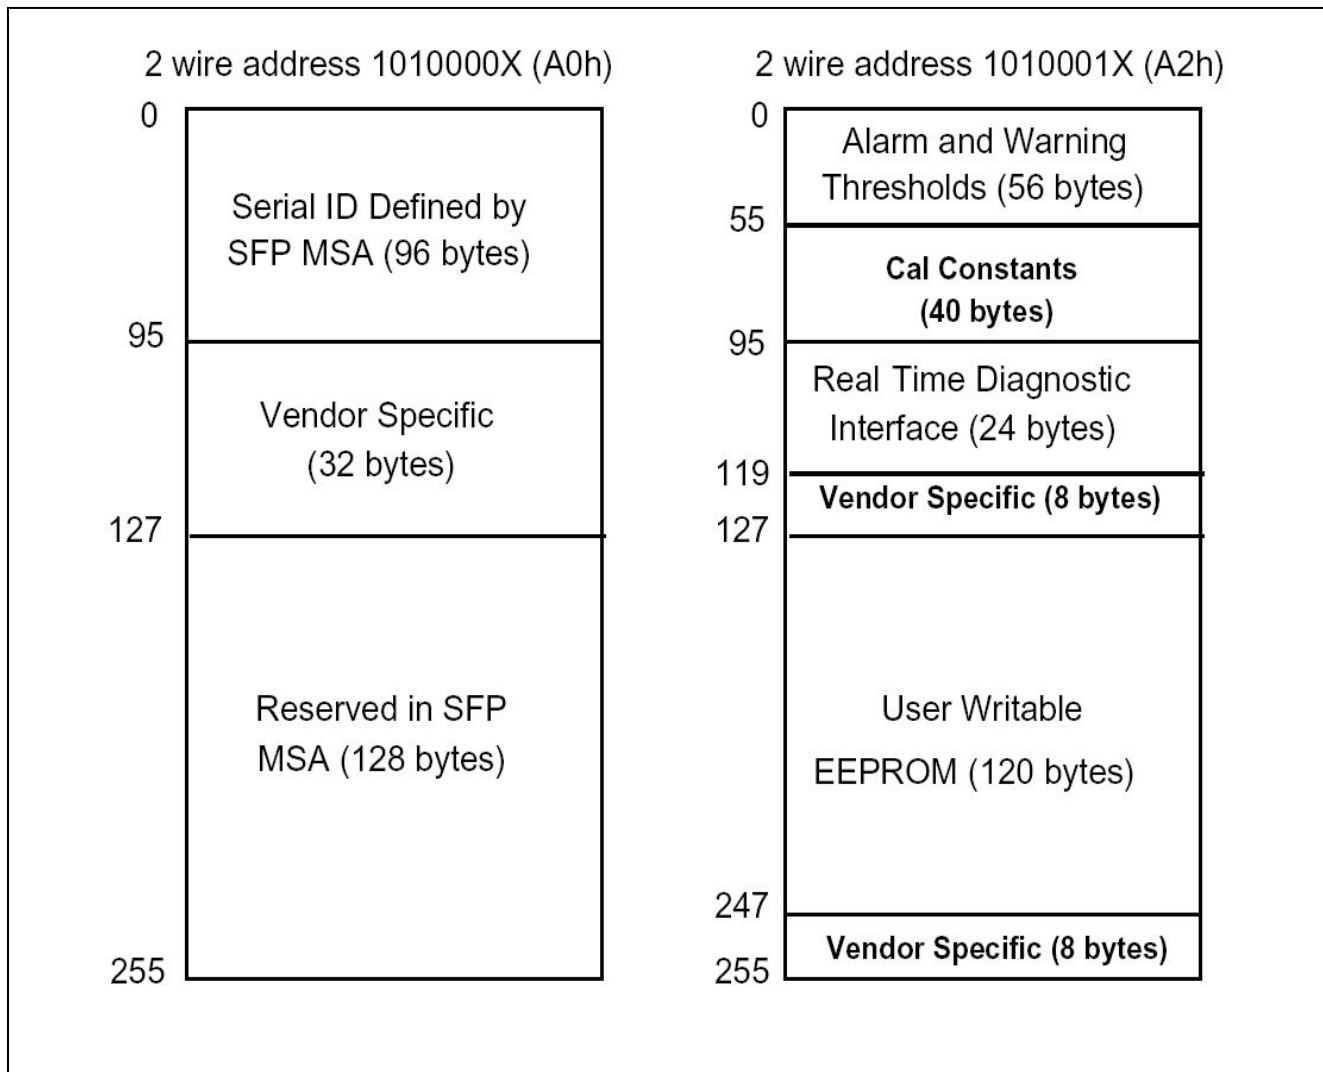 2 wire address 1010000X (A0h)
0
Serial ID Defined by
SFP MSA (96 bytes)
95
Vendor Specific
(32 bytes)
127
Reserved in SFP
MSA (128 bytes)
255
2 wire address 1010001X (A2h)
0
Alarm and Warning
Thresholds (56 bytes)
55
Cal Constants
(40 bytes)
95
Real Time Diagnostic
Interface (24 bytes)
119
Vendor Specific (8 bytes)
127
User Writable
EEPROM (120 bytes)
247
Vendor Specific (8 bytes)
255